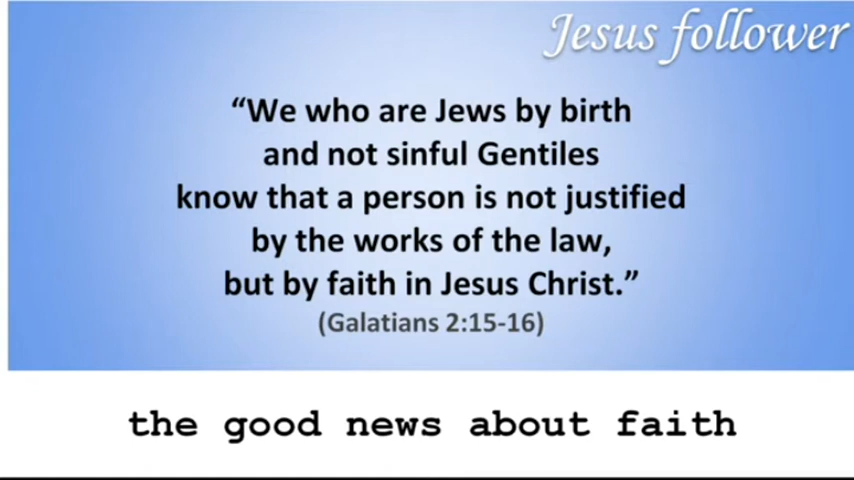 Jesus follower
“We who are Jews by birth
and not sinful Gentiles
know that a person is not justified
by the works of the law,
but by faith in Jesus Christ.”
(Galatians 2:15-16)
the good news about faith